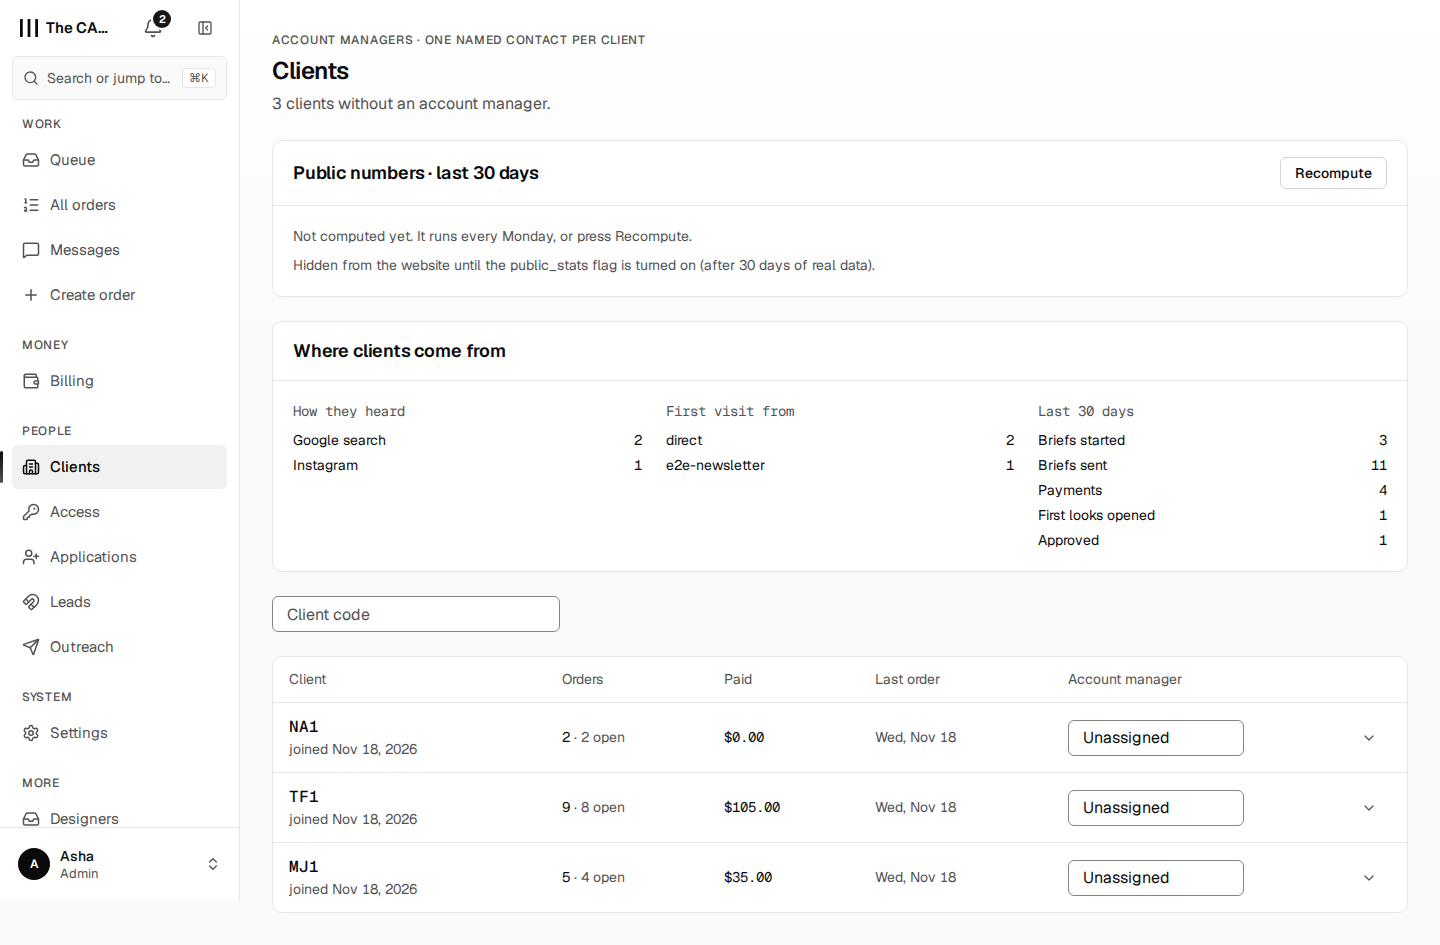 The CA...
2
Search or jump to... ⌘K
WORK
Queue
All orders
Messages
Create order
MONEY
Billing
PEOPLE
Clients
Access
Applications
Leads
Outreach
SYSTEM
Settings
MORE
Designers
A
Asha
Admin
ACCOUNT MANAGERS · ONE NAMED CONTACT PER CLIENT
Clients
3 clients without an account manager.
Public numbers · last 30 days
Recompute
Not computed yet. It runs every Monday, or press Recompute.
Hidden from the website until the public_stats flag is turned on (after 30 days of real data).
Where clients come from
How they heard
Google search 2
Instagram 1
First visit from
direct 2
e2e-newsletter 1
Last 30 days
Briefs started 3
Briefs sent 11
Payments 4
First looks opened 1
Approved 1
Client code
Client Orders Paid Last order Account manager
NA1
joined Nov 18, 2026
2 · 2 open $0.00 Wed, Nov 18 Unassigned
TF1
joined Nov 18, 2026
9 · 8 open $105.00 Wed, Nov 18 Unassigned
MJ1
joined Nov 18, 2026
5 · 4 open $35.00 Wed, Nov 18 Unassigned